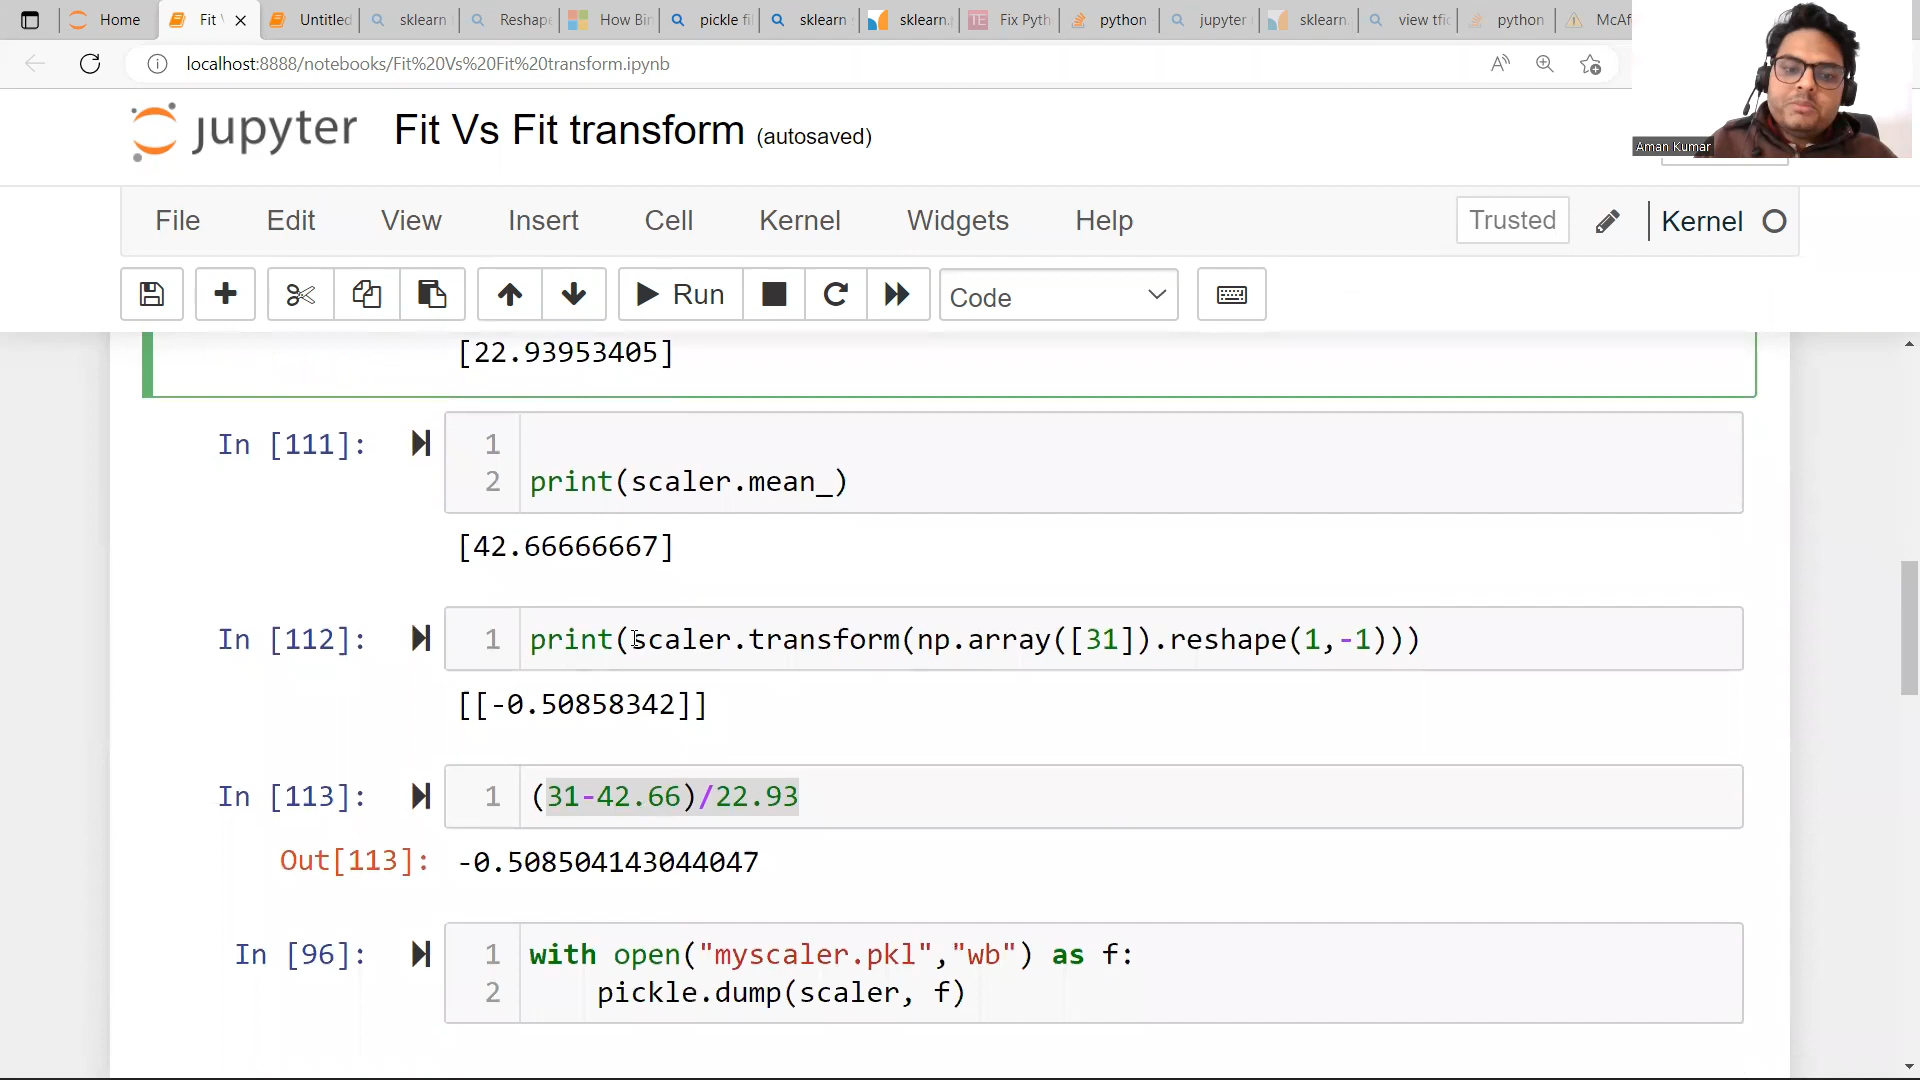 Home
Fit
Untitled
sklearn
Reshape
How Bin
pickle fi
sklearn
sklearn.
Fix Pyth
python
jupyter
sklearn.
view tfid
python
McAf
localhost:8888/notebooks/Fit%20Vs%20Fit%20transform.ipynb
Aman Kumar
jupyter Fit Vs Fit transform (autosaved)
File Edit View Insert Cell Kernel Widgets Help Trusted Kernel
Run Code
[22.93953405]
In [111]: 1
2 print(scaler.mean_)
[42.66666667]
In [112]: 1 print(scaler.transform(np.array([31]).reshape(1,-1)))
[[-0.50858342]]
In [113]: 1 (31-42.66)/22.93
Out[113]: -0.508504143044047
In [96]: 1 with open("myscaler.pkl","wb") as f:
2 pickle.dump(scaler, f)